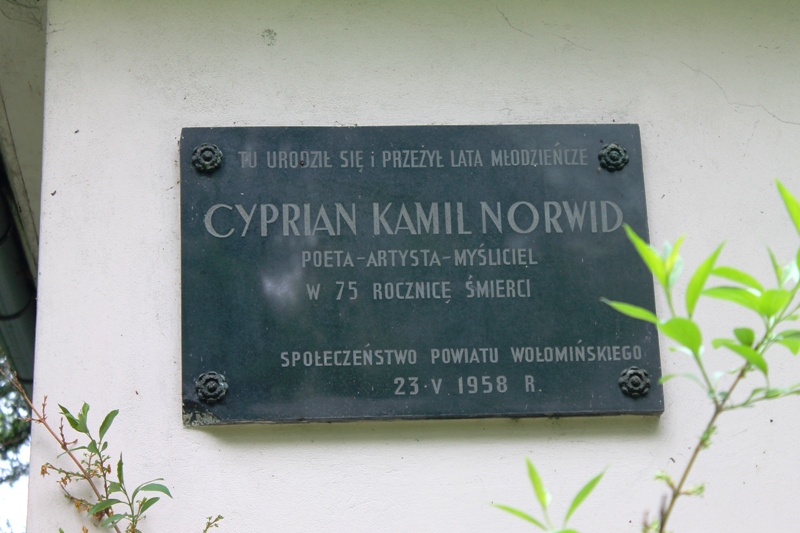 TU URODZIŁ SIĘ i PRZEŻYŁ LATA MŁODZIEŃCZE
CYPRIAN KAMIL NORWID
POETA-ARTYSTA-MYŚLICIEL
W 75 ROCZNICĘ ŚMIERCI
SPOŁECZEŃSTWO POWIATU WOŁOMIŃSKIEGO
23·V·1958 R.